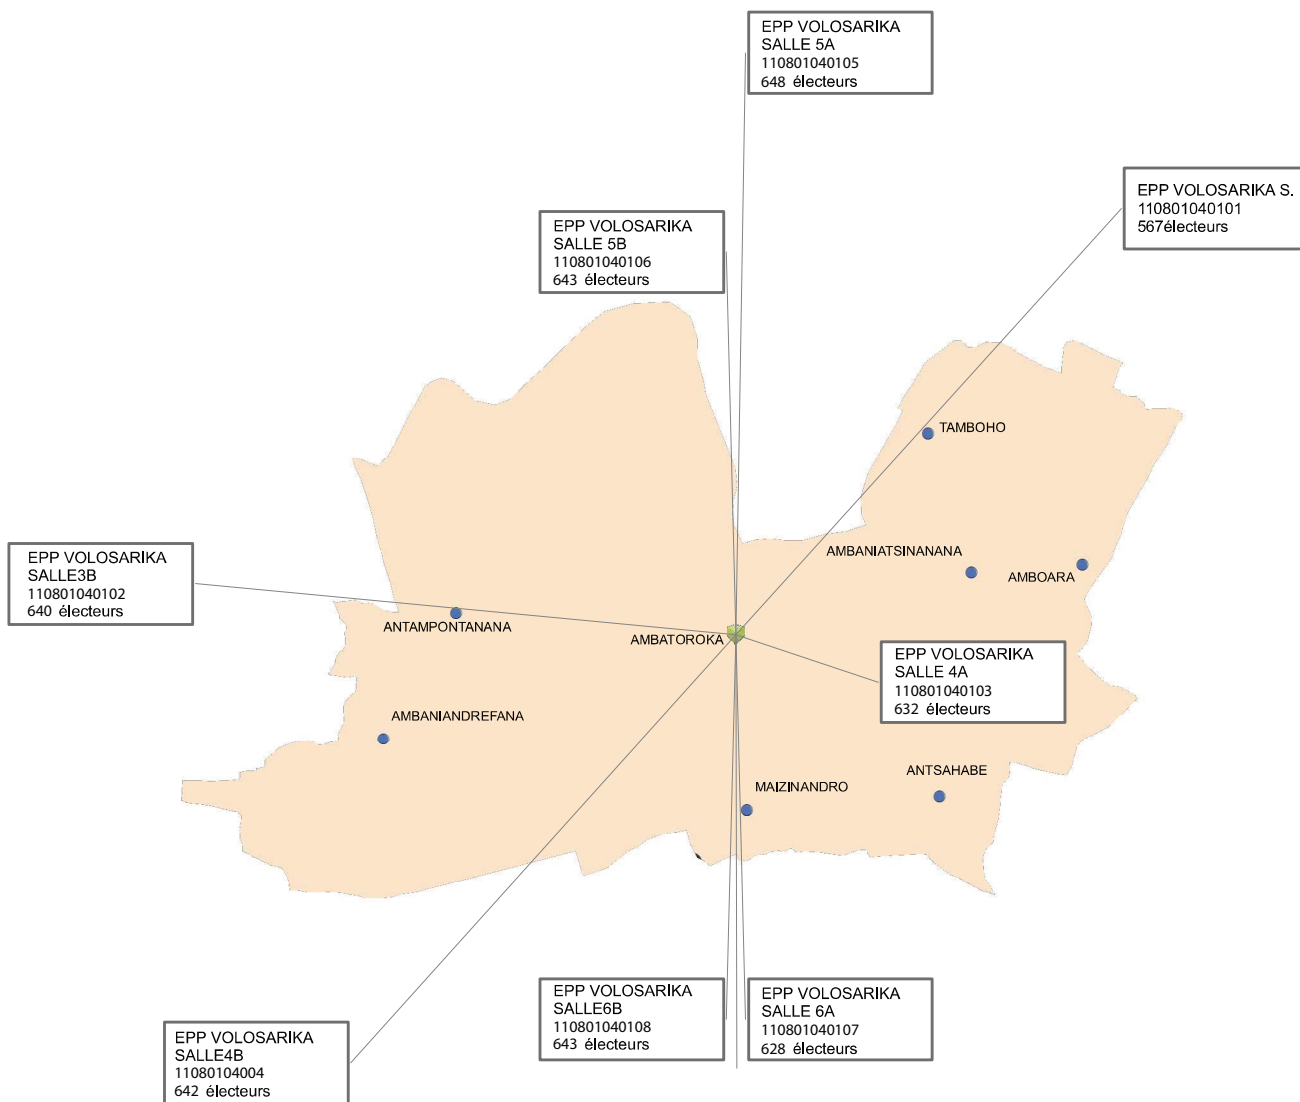 EPP VOLOSARIKA
SALLE 5A
110801040105
648 électeurs
EPP VOLOSARIKA S.
110801040101
567électeurs
EPP VOLOSARIKA
SALLE 5B
110801040106
643 électeurs
TAMBOHO
AMBANIATSINANANA
AMBOARA
EPP VOLOSARIKA
SALLE3B
110801040102
640 électeurs
ANTAMPONTANANA
AMBATOROKA
EPP VOLOSARIKA
SALLE 4A
110801040103
632 électeurs
AMBANIANDREFANA
MAIZINANDRO
ANTSAHABE
EPP VOLOSARIKA
SALLE6B
110801040108
643 électeurs
EPP VOLOSARIKA
SALLE 6A
110801040107
628 électeurs
EPP VOLOSARIKA
SALLE4B
11080104004
642 électeurs